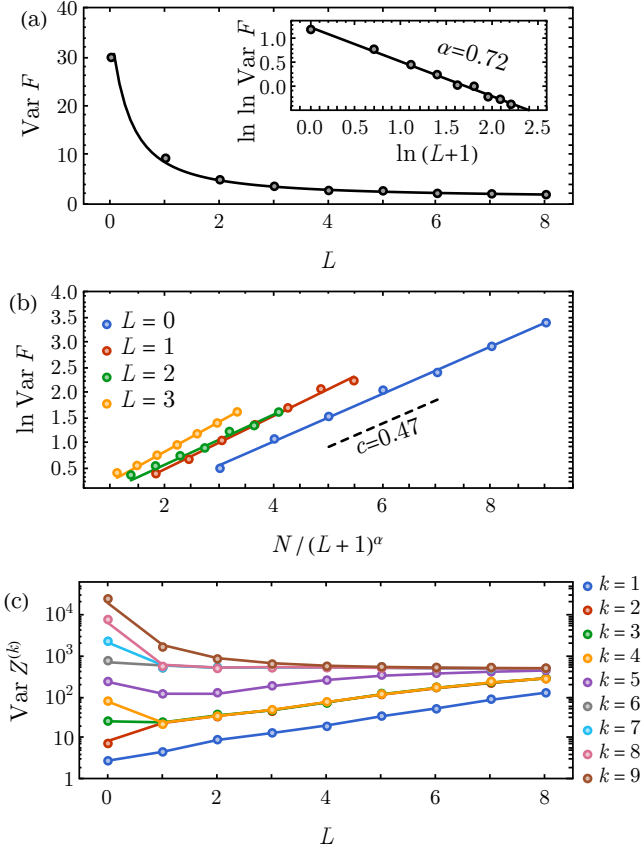 (a)
Var F
40
30
20
10
0
0 2 4 6 8
L
ln ln Var F
1.0
0.5
0.0
α=0.72
0.0 0.5 1.0 1.5 2.0 2.5
ln (L+1)
(b)
ln Var F
4.0
3.5
3.0
2.5
2.0
1.5
1.0
0.5
L = 0
L = 1
L = 2
L = 3
c=0.47
2 4 6 8
N / (L + 1)^α
(c)
Var Z^(k)
10^4
10^3
10^2
10
1
0 2 4 6 8
L
k = 1
k = 2
k = 3
k = 4
k = 5
k = 6
k = 7
k = 8
k = 9